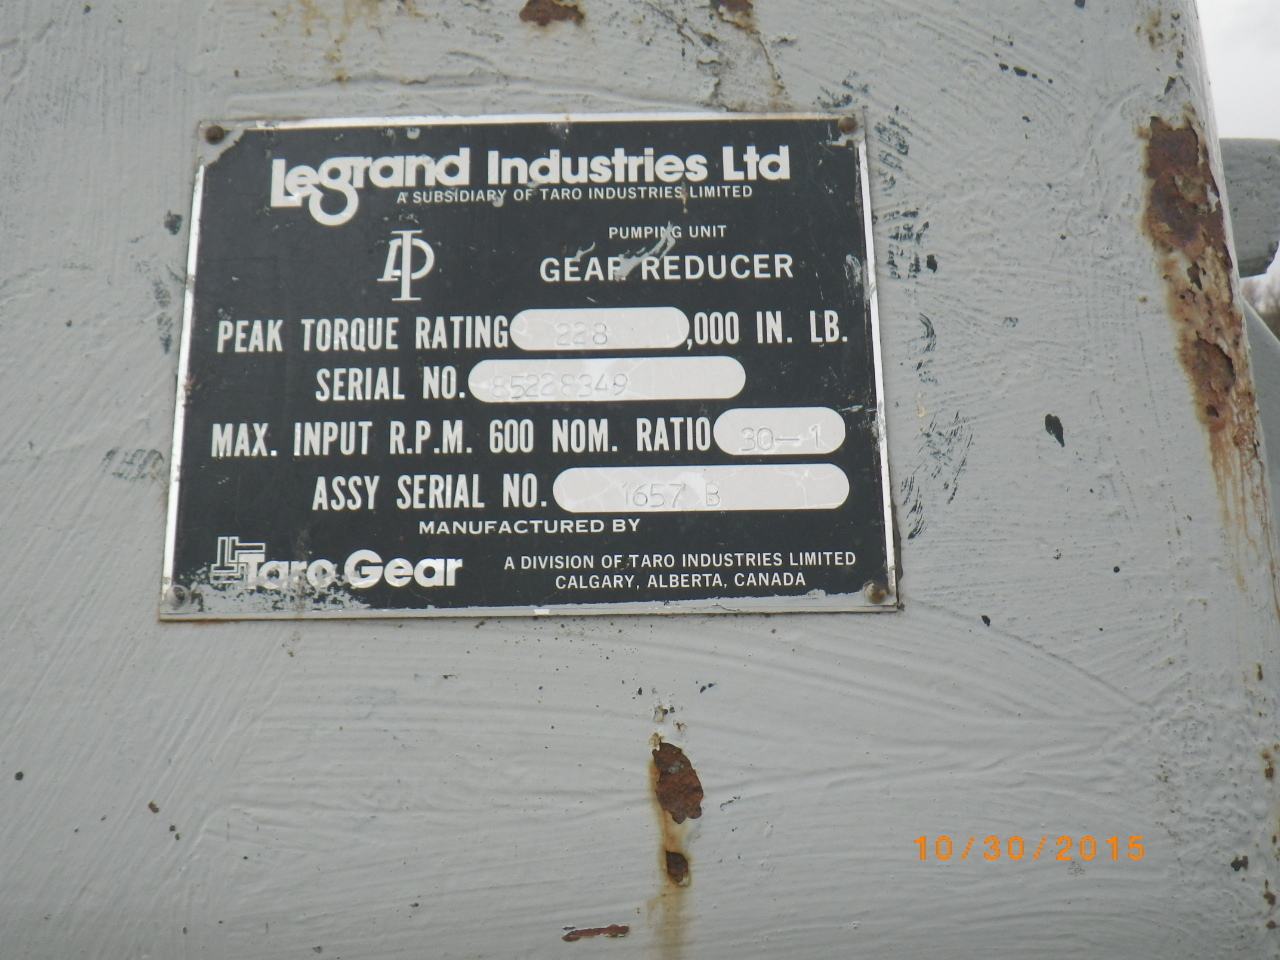 Legrand Industries Ltd
A SUBSIDIARY OF TARO INDUSTRIES LIMITED
PUMPING UNIT
GEAR REDUCER
PEAK TORQUE RATING 228 ,000 IN. LB.
SERIAL NO. 85228349
MAX. INPUT R.P.M. 600 NOM. RATIO 30-1
ASSY SERIAL NO. 1657 B
MANUFACTURED BY
Taro Gear
A DIVISION OF TARO INDUSTRIES LIMITED
CALGARY, ALBERTA, CANADA
10/30/2015